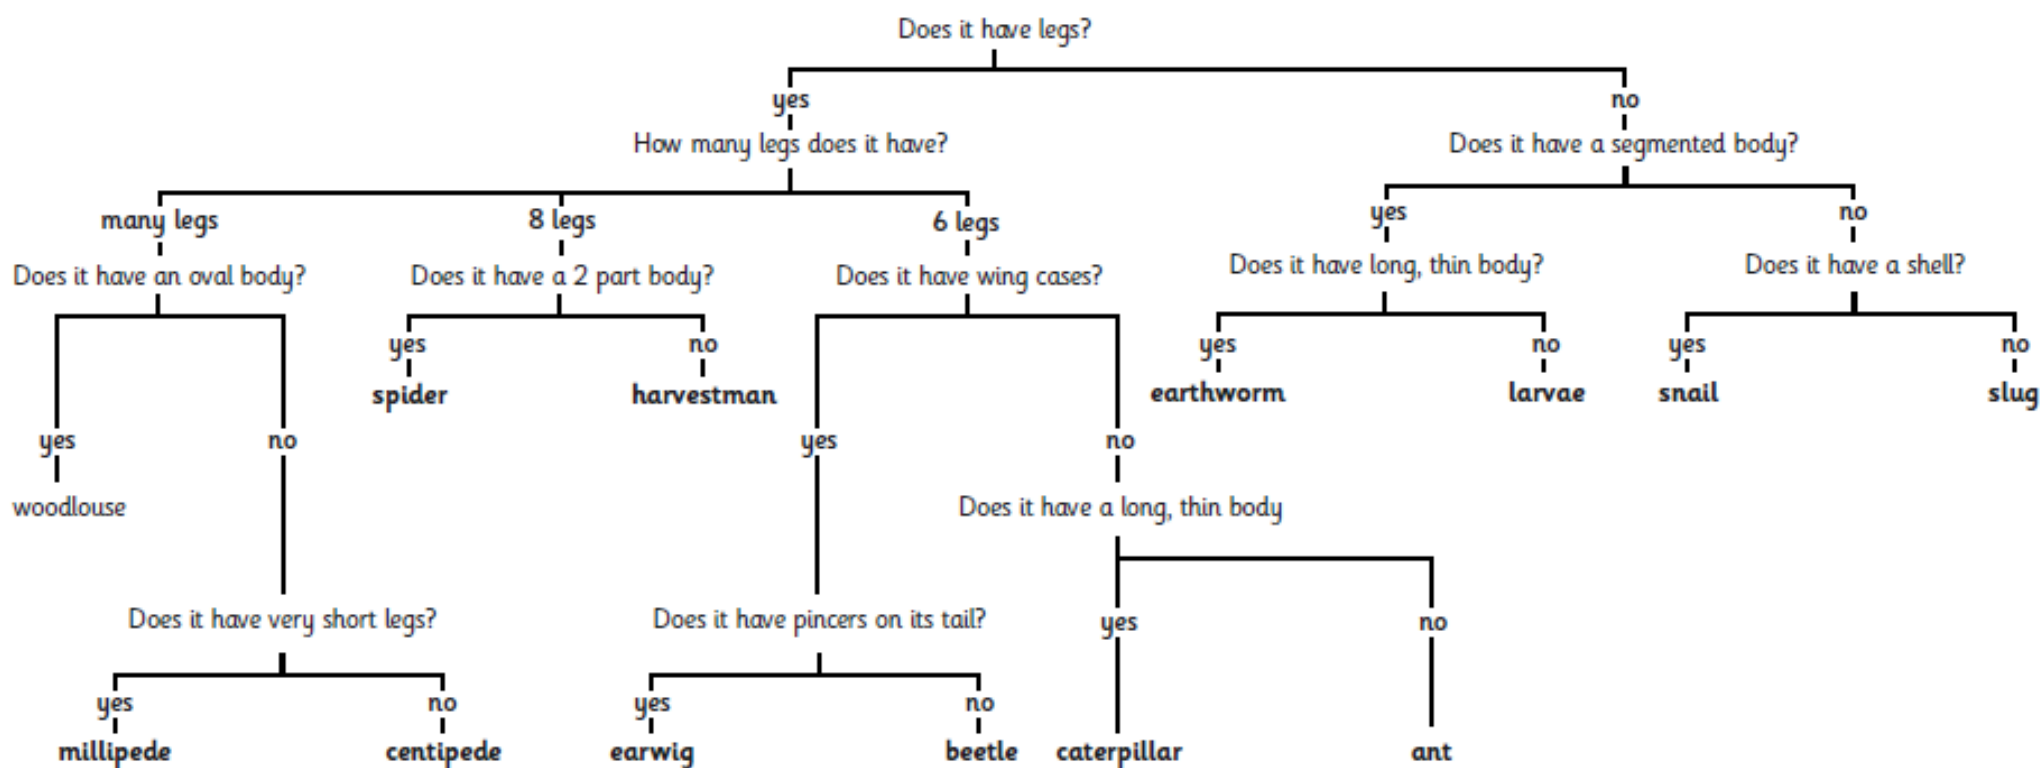 Does it have legs?
yes
no
How many legs does it have?
Does it have a segmented body?
many legs
8 legs
6 legs
yes
no
Does it have an oval body?
Does it have a 2 part body?
Does it have wing cases?
Does it have long, thin body?
Does it have a shell?
yes
no
yes
no
yes
no
spider
harvestman
earthworm
larvae
snail
slug
yes
no
yes
no
woodlouse
Does it have a long, thin body
Does it have very short legs?
Does it have pincers on its tail?
yes
no
yes
no
yes
no
millipede
centipede
earwig
beetle
caterpillar
ant